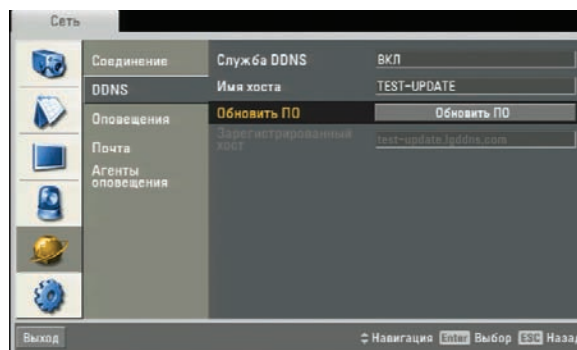 Сеть
Соединение
DDNS
Оповещения
Почта
Агенты
оповещения
Служба DDNS ВКЛ
Имя хоста TEST-UPDATE
Обновить ПО Обновить ПО
Зарегистрированный
хост
test-update.lgddns.com
Выход
Навигация Enter Выбор ESC Назад